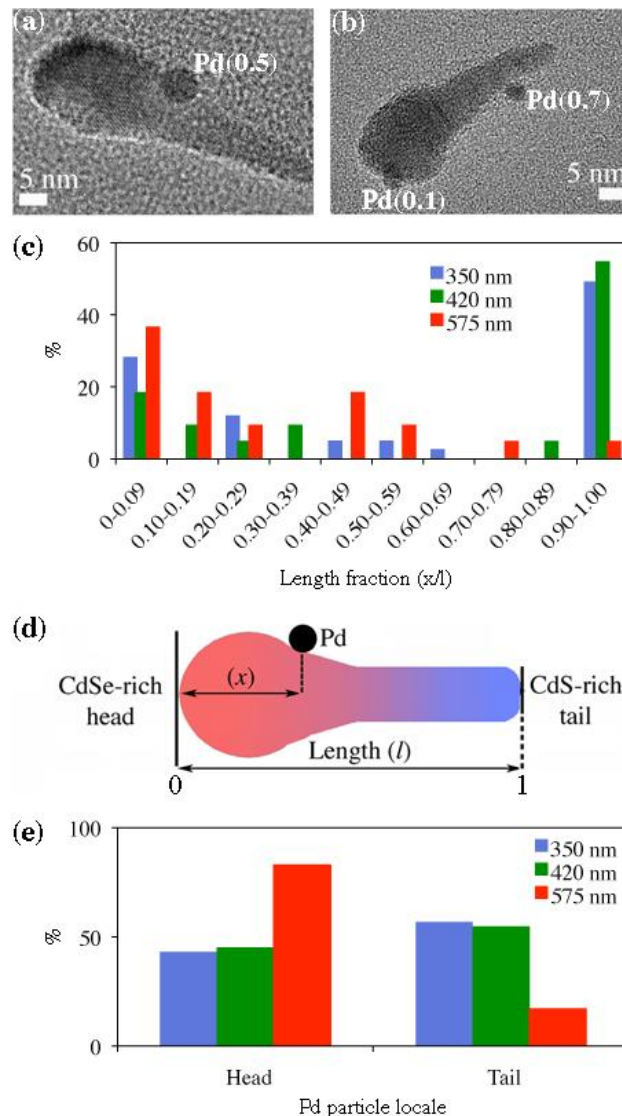 (a)
Pd(0.5)
5 nm
(b)
Pd(0.7)
Pd(0.1)
5 nm
(c)
60
40
20
0
%
350 nm
420 nm
575 nm
0-0.09
0.10-0.19
0.20-0.29
0.30-0.39
0.40-0.49
0.50-0.59
0.60-0.69
0.70-0.79
0.80-0.89
0.90-1.00
Length fraction (x/l)
(d)
Pd
CdSe-rich
head
(x)
CdS-rich
tail
Length (l)
0
1
(e)
100
50
0
%
350 nm
420 nm
575 nm
Head
Tail
Pd particle locale